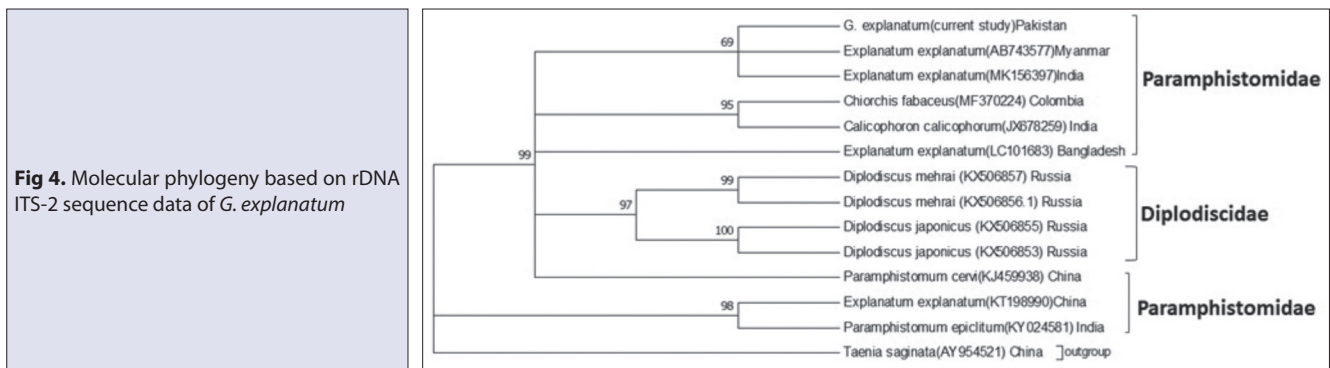 Fig 4. Molecular phylogeny based on rDNA
ITS-2 sequence data of G. explanatum
G. explanatum(current study)Pakistan
69
Explanatum explanatum(AB743577)Myanmar
Explanatum explanatum(MK156397)India
Paramphistomidae
Chiorchis fabaceus(MF370224) Colombia
95
Calicophoron calicophorum(JX678259) India
Explanatum explanatum(LC101683) Bangladesh
99
Diplodiscus mehrai (KX506857) Russia
99
Diplodiscus mehrai (KX506856.1) Russia
97
Diplodiscidae
Diplodiscus japonicus (KX506855) Russia
100
Diplodiscus japonicus (KX506853) Russia
Paramphistomum cervi(KJ459938) China
Explanatum explanatum(KT198990)China
98
Paramphistomidae
Paramphistomum epiclitum(KY024581) India
Taenia saginata(AY954521) China
outgroup